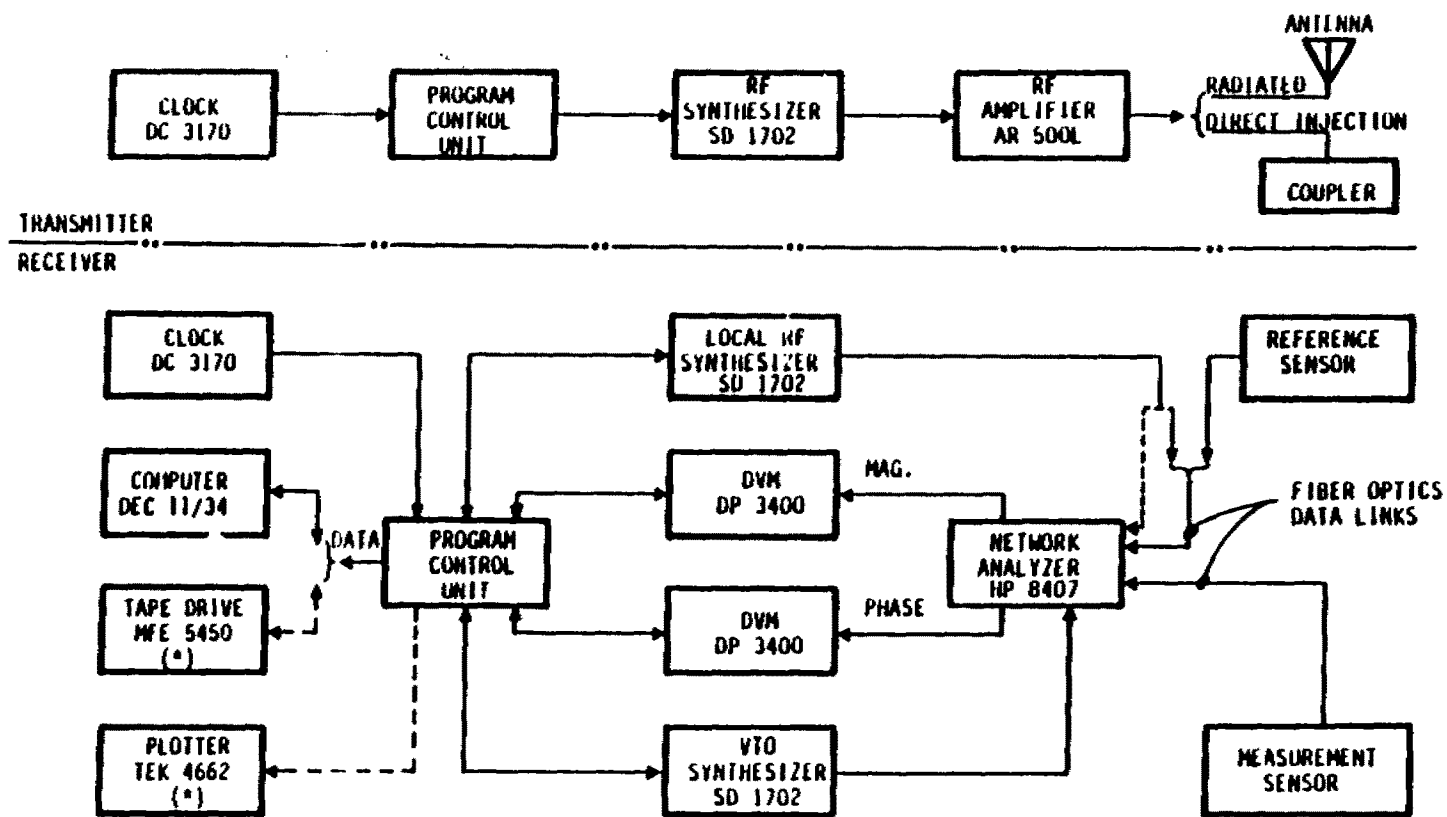 ANTENNA
CLOCK
DC 3170
PROGRAM
CONTROL
UNIT
RF
SYNTHESIZER
SD 1702
RF
AMPLIFIER
AR 500L
RADIATED
DIRECT INJECTION
COUPLER
TRANSMITTER
RECEIVER
CLOCK
DC 3170
LOCAL RF
SYNTHESIZER
SD 1702
REFERENCE
SENSOR
COMPUTER
DEC 11/34
DATA
PROGRAM
CONTROL
UNIT
DVM
DP 3400
MAG.
NETWORK
ANALYZER
HP 8407
FIBER OPTICS
DATA LINKS
TAPE DRIVE
MFE 5450
(*)
DVM
DP 3400
PHASE
PLOTTER
TEK 4662
(*)
VTO
SYNTHESIZER
SD 1702
MEASUREMENT
SENSOR